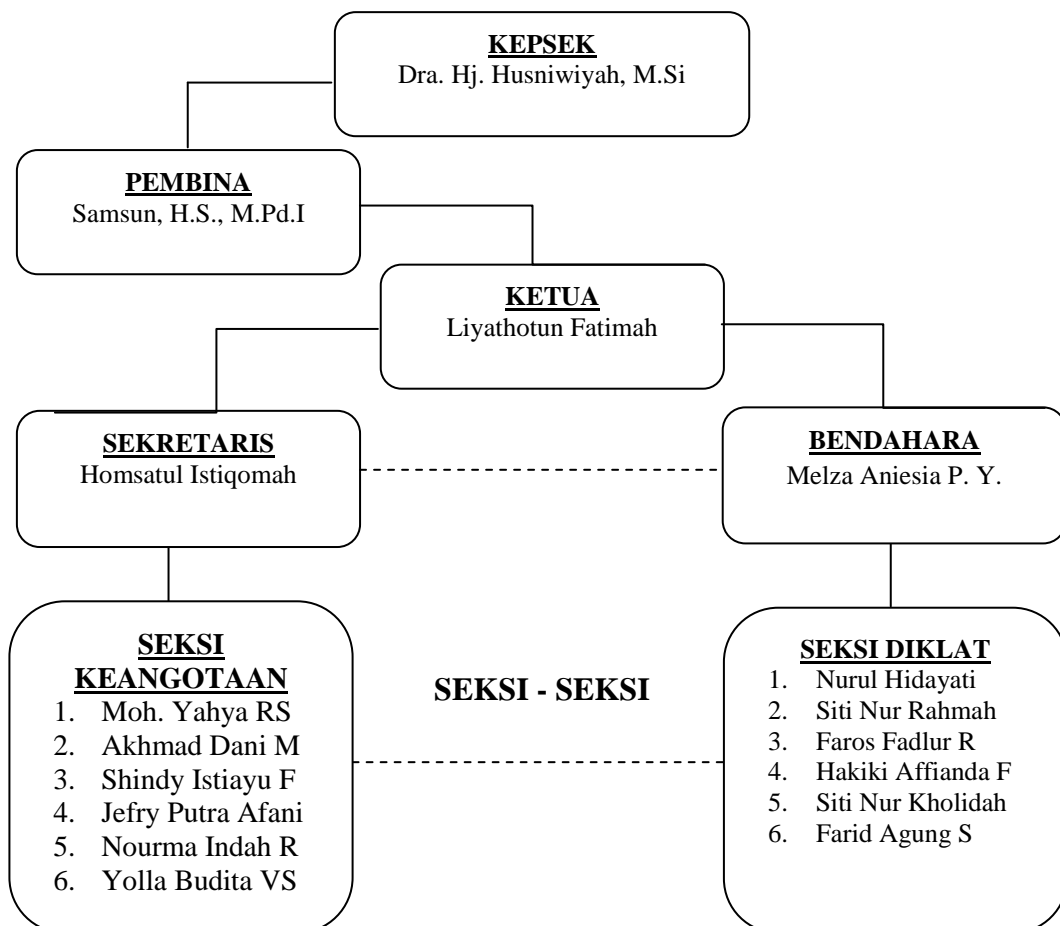 KEPSEK
Dra. Hj. Husniwiyah, M.Si
PEMBINA
Samsun, H.S., M.Pd.I
KETUA
Liyathotun Fatimah
SEKRETARIS
Homsatul Istiqomah
BENDAHARA
Melza Aniesia P. Y.
SEKSI
KEANGOTAAN
1. Moh. Yahya RS
2. Akhmad Dani M
3. Shindy Istiayu F
4. Jefry Putra Afani
5. Nourma Indah R
6. Yolla Budita VS
SEKSI - SEKSI
SEKSI DIKLAT
1. Nurul Hidayati
2. Siti Nur Rahmah
3. Faros Fadlur R
4. Hakiki Affianda F
5. Siti Nur Kholidah
6. Farid Agung S